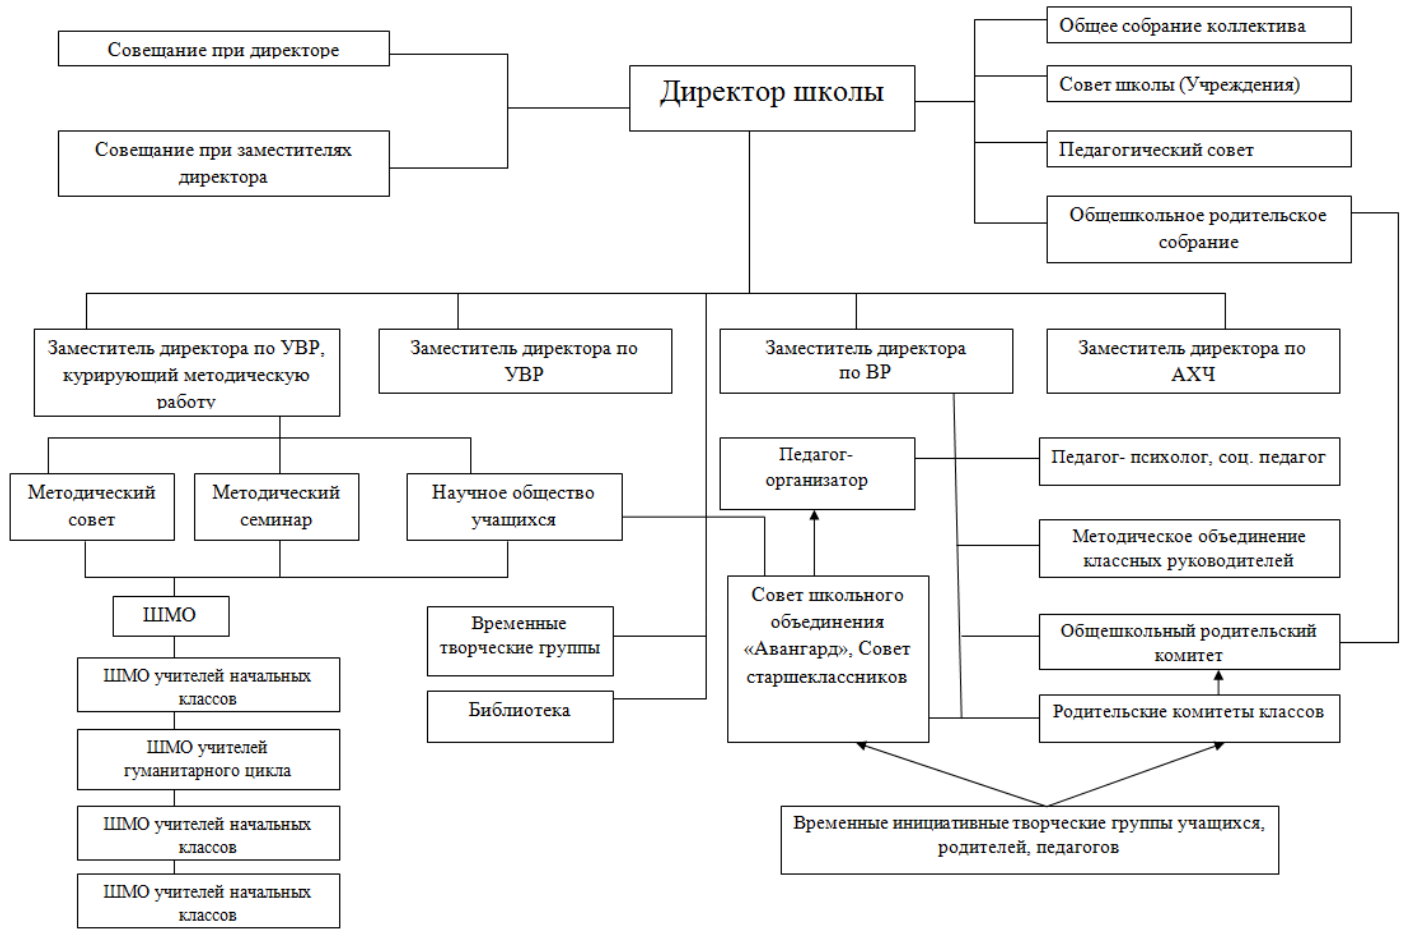 Совещание при директоре
Совещание при заместителях
директора
Директор школы
Общее собрание коллектива
Совет школы (Учреждения)
Педагогический совет
Общешкольное родительское
собрание
Заместитель директора по УВР,
курирующий методическую
работу
Заместитель директора по
УВР
Заместитель директора
по ВР
Заместитель директора по
АХЧ
Методический
совет
Методический
семинар
Научное общество
учащихся
Педагог-
организатор
Педагог- психолог, соц. педагог
Методическое объединение
классных руководителей
ШМО
Временные
творческие группы
Совет школьного
объединения
«Авангард», Совет
старшеклассников
Общешкольный родительский
комитет
ШМО учителей начальных
классов
Библиотека
Родительские комитеты классов
ШМО учителей
гуманитарного цикла
ШМО учителей начальных
классов
Временные инициативные творческие группы учащихся,
родителей, педагогов
ШМО учителей начальных
классов